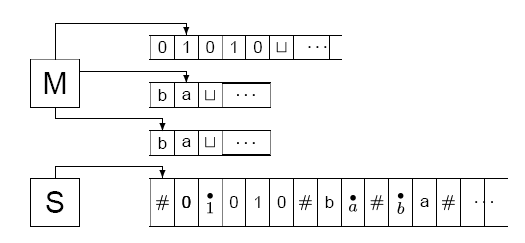 0 1 0 1 0 ⊔ ···
M
b a ⊔ ···
b a ⊔ ···
S # 0 1̇ 0 1 0 # b ȧ # ḃ a # ···